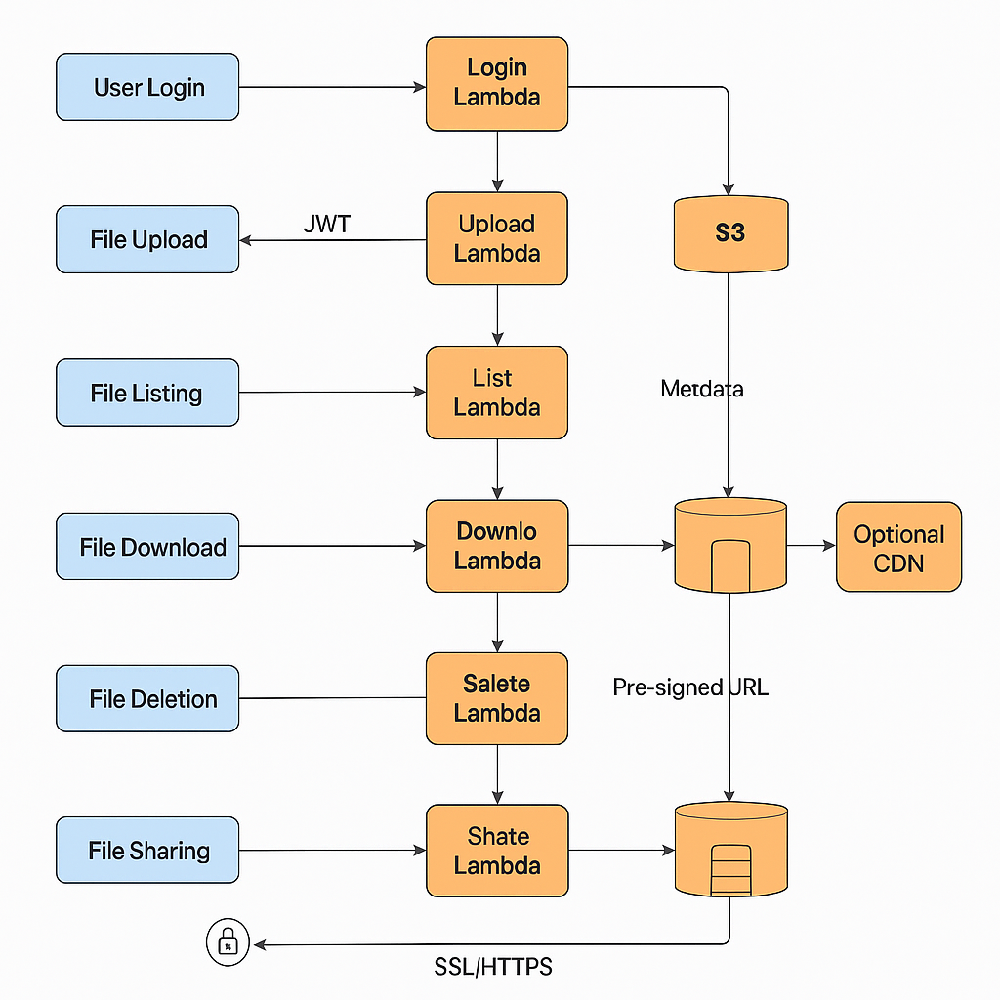 User Login
Login
Lambda
File Upload
JWT
Upload
Lambda
S3
File Listing
List
Lambda
Metdata
File Download
Downlo
Lambda
Optional
CDN
File Deletion
Salete
Lambda
Pre-signed URL
File Sharing
Shate
Lambda
SSL/HTTPS